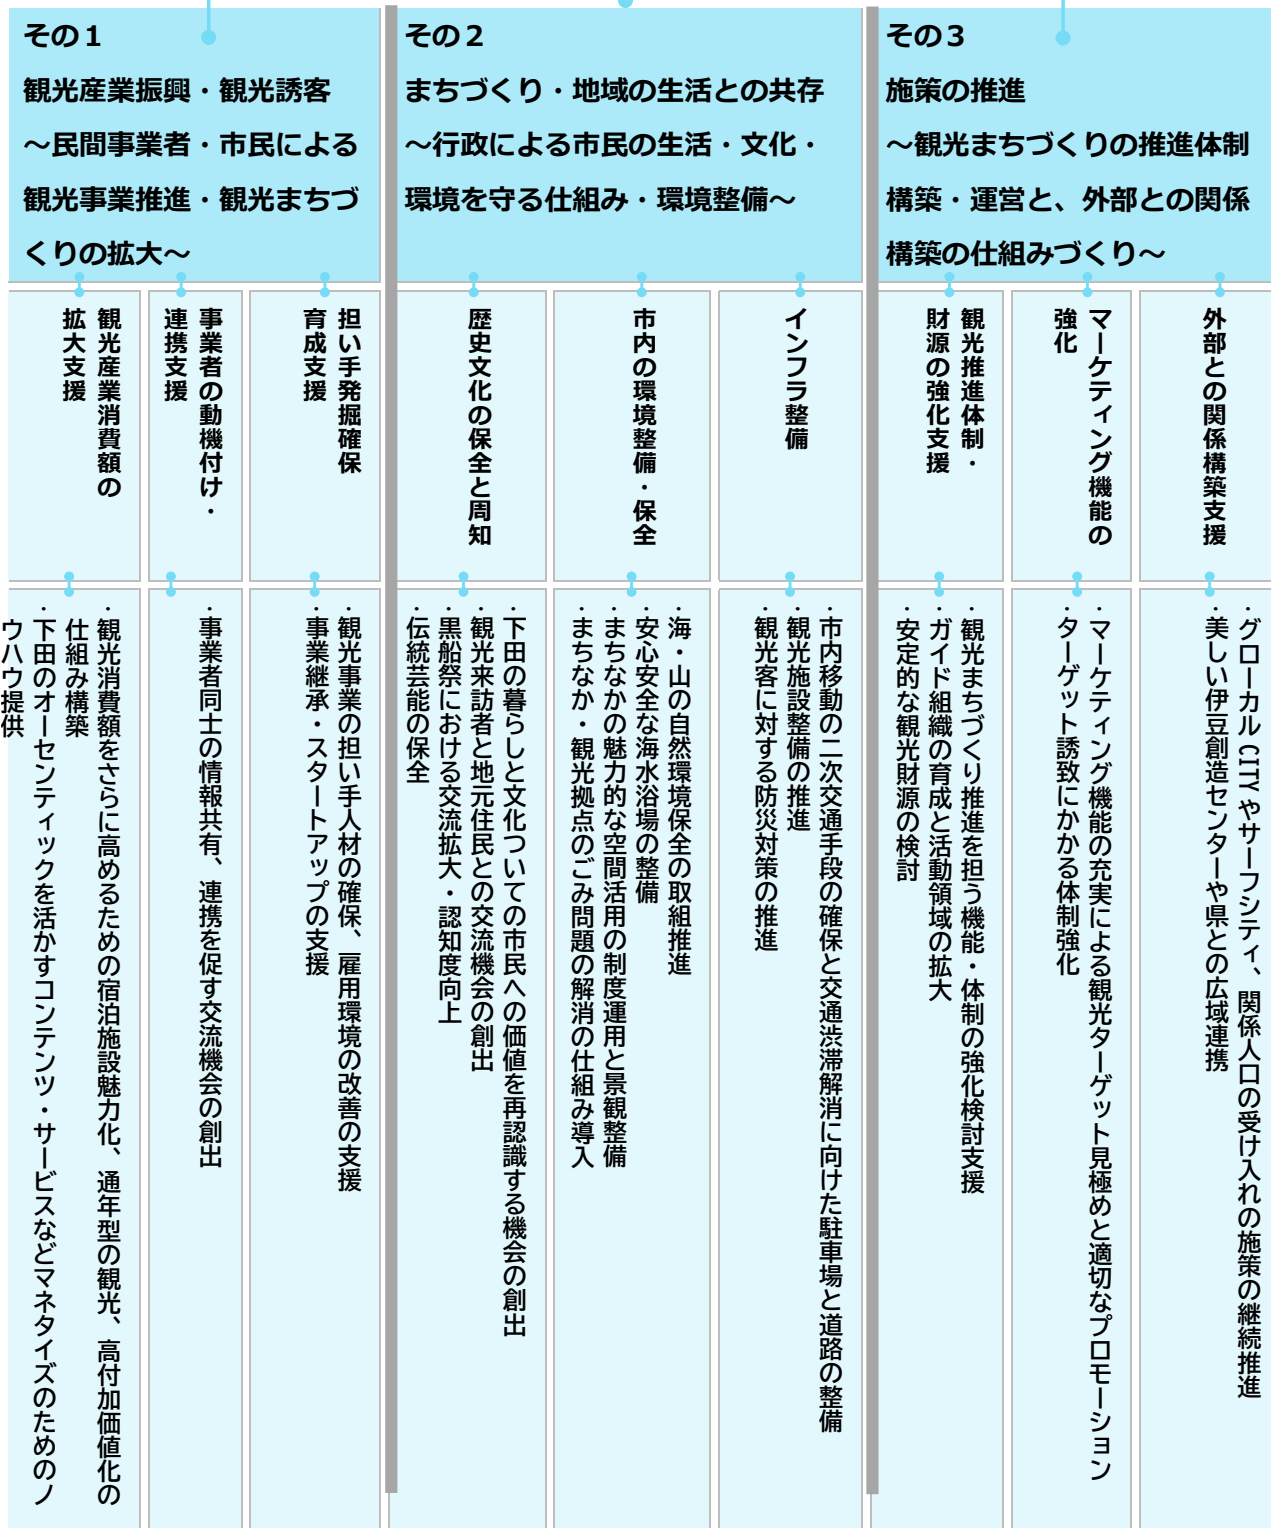 その１
観光産業振興・観光誘客
～民間事業者・市民による
観光事業推進・観光まちづ
くりの拡大～
その２
まちづくり・地域の生活との共存
～行政による市民の生活・文化・
環境を守る仕組み・環境整備～
その３
施策の推進
～観光まちづくりの推進体制
構築・運営と、外部との関係
構築の仕組みづくり～
観光産業消費額の
拡大支援
事業者の動機付け・
連携支援
担い手発掘確保
育成支援
歴史文化の保全と周知
市内の環境整備・保全
インフラ整備
観光推進体制・
財源の強化支援
マーケティング機能の
強化
外部との関係構築支援
・観光消費額をさらに高めるための宿泊施設魅力化、通年型の観光、高付加価値化の
仕組み構築
・下田のオーセンティックを活かすコンテンツ・サービスなどマネタイズのためのノ
ウハウ提供
・事業者同士の情報共有、連携を促す交流機会の創出
・観光事業の担い手人材の確保、雇用環境の改善の支援
・事業継承・スタートアップの支援
・下田の暮らしと文化ついての市民への価値を再認識する機会の創出
・観光来訪者と地元住民との交流機会の創出
・黒船祭における交流拡大・認知度向上
・伝統芸能の保全
・海・山の自然環境保全の取組推進
・安心安全な海水浴場の整備
・まちなかの魅力的な空間活用の制度運用と景観整備
・まちなか・観光拠点のごみ問題の解消の仕組み導入
・市内移動の二次交通手段の確保と交通渋滞解消に向けた駐車場と道路の整備
・観光施設整備の推進
・観光客に対する防災対策の推進
・観光まちづくり推進を担う機能・体制の強化検討支援
・ガイド組織の育成と活動領域の拡大
・安定的な観光財源の検討
・マーケティング機能の充実による観光ターゲット見極めと適切なプロモーション
・ターゲット誘致にかかる体制強化
・グローカル CITY やサーフシティ、関係人口の受け入れの施策の継続推進
・美しい伊豆創造センターや県との広域連携